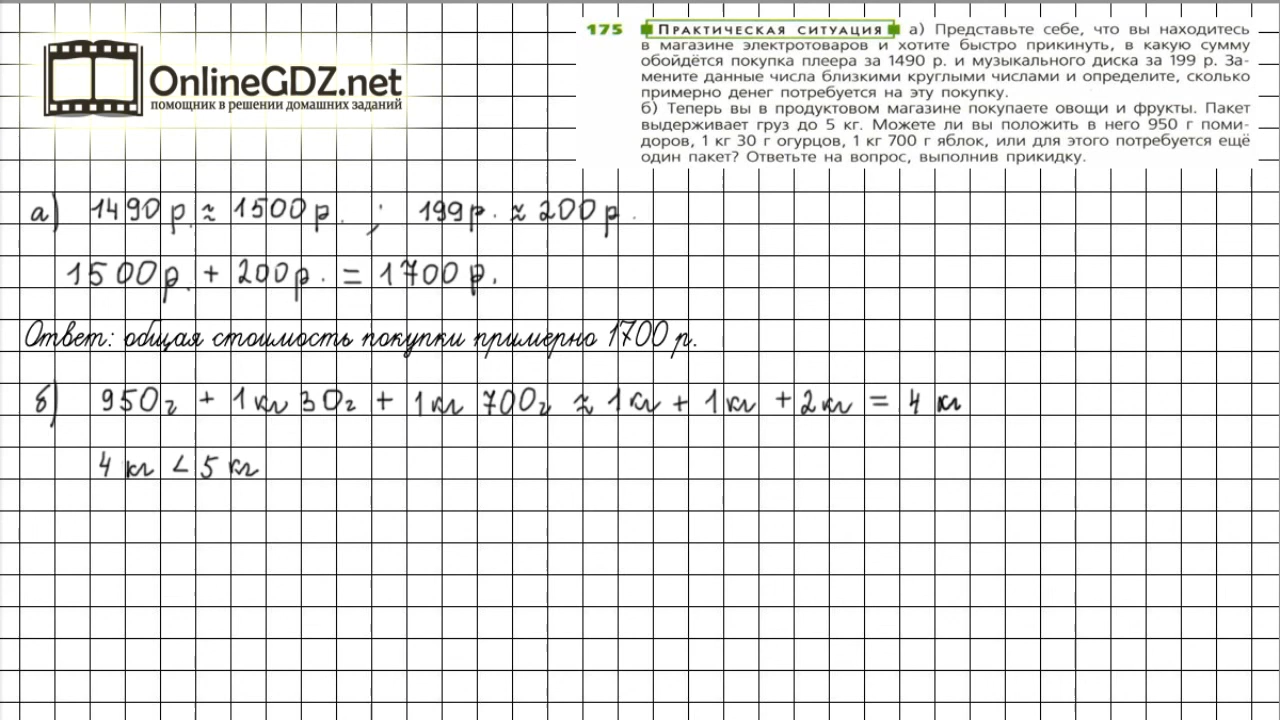 OnlineGDZ.net
помощник в решении домашних заданий
175 ПРАКТИЧЕСКАЯ СИТУАЦИЯ а) Представьте себе, что вы находитесь
в магазине электротоваров и хотите быстро прикинуть, в какую сумму
обойдётся покупка плеера за 1490 р. и музыкального диска за 199 р. За-
мените данные числа близкими круглыми числами и определите, сколько
примерно денег потребуется на эту покупку.
б) Теперь вы в продуктовом магазине покупаете овощи и фрукты. Пакет
выдерживает груз до 5 кг. Можете ли вы положить в него 950 г поми-
доров, 1 кг 30 г огурцов, 1 кг 700 г яблок, или для этого потребуется ещё
один пакет? Ответьте на вопрос, выполнив прикидку.
а) 1490 р. ≈ 1500 р. ; 199 р. ≈ 200 р.
1500 р. + 200 р. = 1700 р.
Ответ: общая стоимость покупки примерно 1700 р.
б) 950 г + 1 кг 30 г + 1 кг 700 г ≈ 1 кг + 1 кг + 2 кг = 4 кг
4 кг < 5 кг